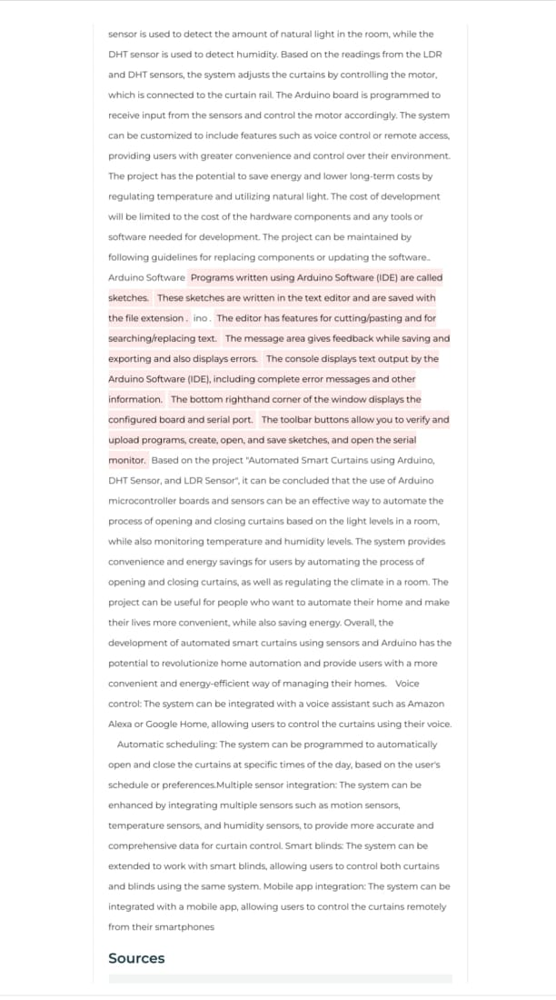 sensor is used to detect the amount of natural light in the room, while the
DHT sensor is used to detect humidity. Based on the readings from the LDR
and DHT sensors, the system adjusts the curtains by controlling the motor,
which is connected to the curtain rail. The Arduino board is programmed to
receive input from the sensors and control the motor accordingly. The system
can be customized to include features such as voice control or remote access,
providing users with greater convenience and control over their environment.
The project has the potential to save energy and lower long-term costs by
regulating temperature and utilizing natural light. The cost of development
will be limited to the cost of the hardware components and any tools or
software needed for development. The project can be maintained by
following guidelines for replacing components or updating the software..
Arduino Software Programs written using Arduino Software (IDE) are called
sketches. These sketches are written in the text editor and are saved with
the file extension . ino . The editor has features for cutting/pasting and for
searching/replacing text. The message area gives feedback while saving and
exporting and also displays errors. The console displays text output by the
Arduino Software (IDE), including complete error messages and other
information. The bottom righthand corner of the window displays the
configured board and serial port. The toolbar buttons allow you to verify and
upload programs, create, open, and save sketches, and open the serial
monitor. Based on the project "Automated Smart Curtains using Arduino,
DHT Sensor, and LDR Sensor", it can be concluded that the use of Arduino
microcontroller boards and sensors can be an effective way to automate the
process of opening and closing curtains based on the light levels in a room,
while also monitoring temperature and humidity levels. The system provides
convenience and energy savings for users by automating the process of
opening and closing curtains, as well as regulating the climate in a room. The
project can be useful for people who want to automate their home and make
their lives more convenient, while also saving energy. Overall, the
development of automated smart curtains using sensors and Arduino has the
potential to revolutionize home automation and provide users with a more
convenient and energy-efficient way of managing their homes. Voice
control: The system can be integrated with a voice assistant such as Amazon
Alexa or Google Home, allowing users to control the curtains using their voice.
Automatic scheduling: The system can be programmed to automatically
open and close the curtains at specific times of the day, based on the user's
schedule or preferences.Multiple sensor integration: The system can be
enhanced by integrating multiple sensors such as motion sensors,
temperature sensors, and humidity sensors, to provide more accurate and
comprehensive data for curtain control. Smart blinds: The system can be
extended to work with smart blinds, allowing users to control both curtains
and blinds using the same system. Mobile app integration: The system can be
integrated with a mobile app, allowing users to control the curtains remotely
from their smartphones
Sources